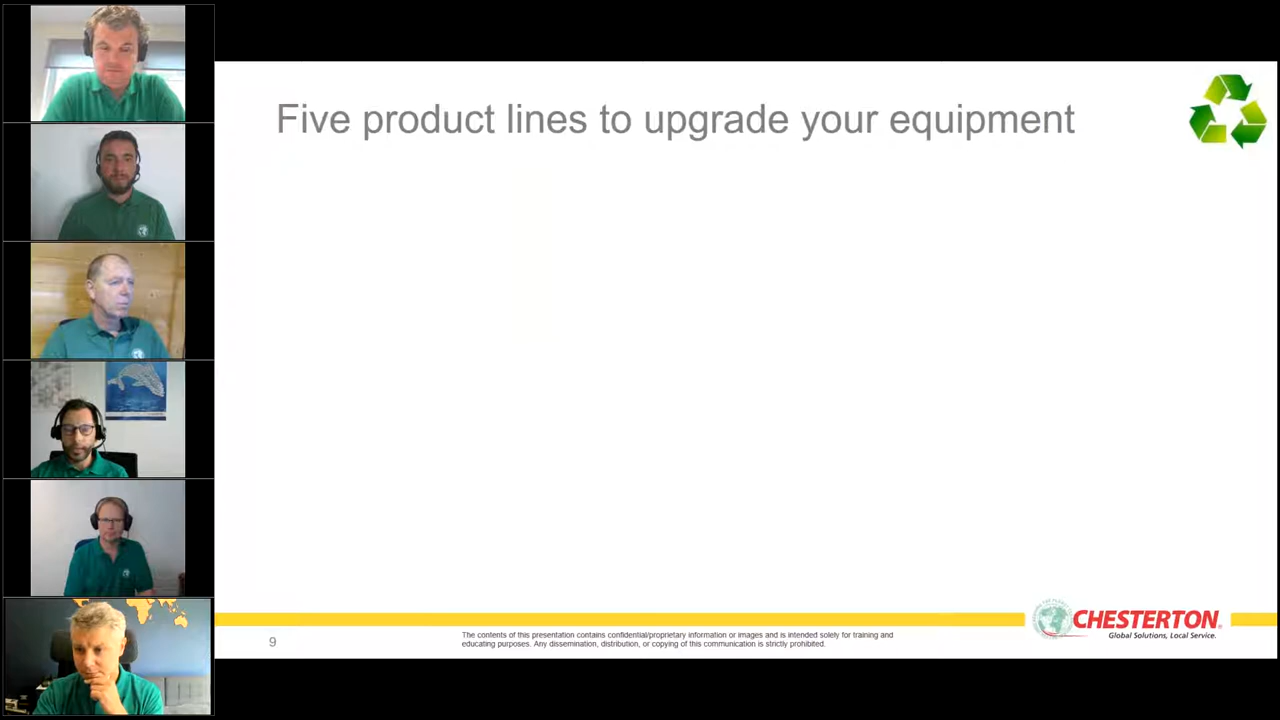 Five product lines to upgrade your equipment
CHESTERTON
Global Solutions, Local Service.
9
The contents of this presentation contains confidential/proprietary information or images and is intended solely for training and
educating purposes. Any dissemination, distribution, or copying of this communication is strictly prohibited.